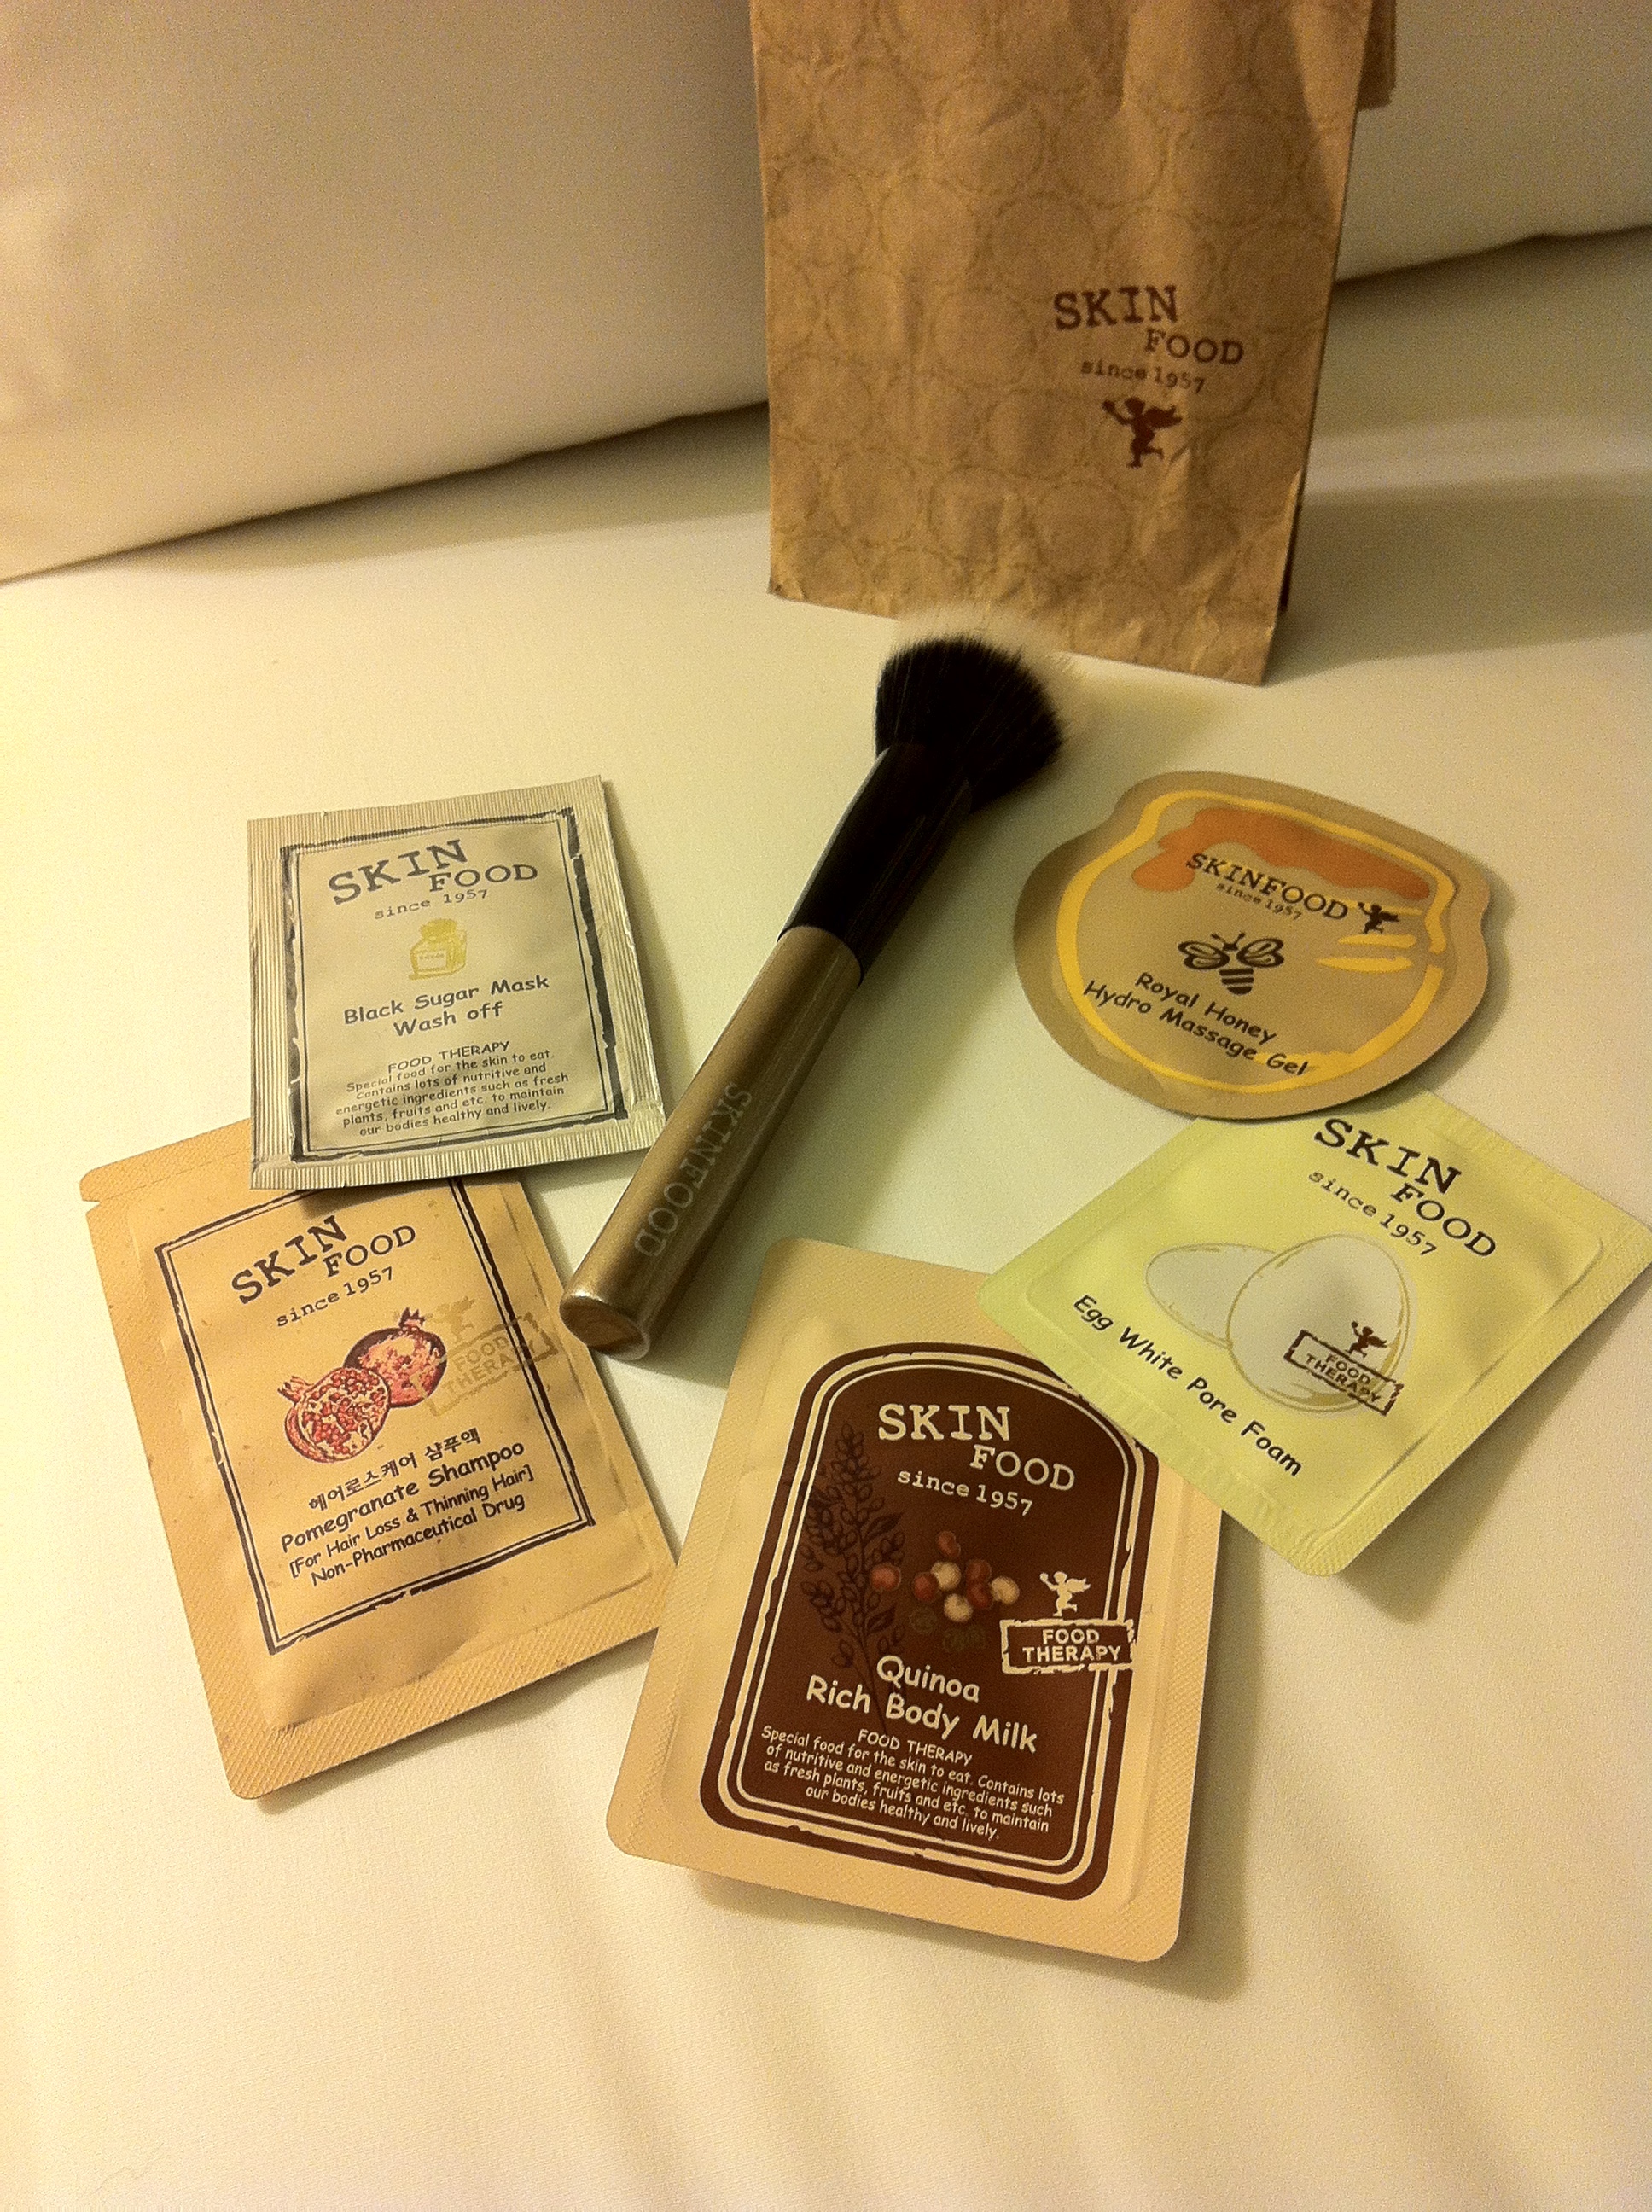 SKIN
FOOD
since 1957
SKIN
FOOD
since 1957
Black Sugar Mask
Wash off
FOOD THERAPY
Special food for the skin to eat.
Contains lots of nutritive and
energetic ingredients such as fresh
plants, fruits and etc. to maintain
our bodies healthy and lively.
SKINFOOD
SKINFOOD
since 1957
Royal Honey
Hydro Massage Gel
SKIN
FOOD
since 1957
Egg White Pore Foam
FOOD
THERAPY
SKIN
FOOD
since 1957
FOOD
THERAPY
헤어로스케어 샴푸액
Pomegranate Shampoo
[For Hair Loss & Thinning Hair]
Non-Pharmaceutical Drug
SKIN
FOOD
since 1957
FOOD
THERAPY
Quinoa
Rich Body Milk
FOOD THERAPY
Special food for the skin to eat. Contains lots
of nutritive and energetic ingredients such
as fresh plants, fruits and etc. to maintain
our bodies healthy and lively.